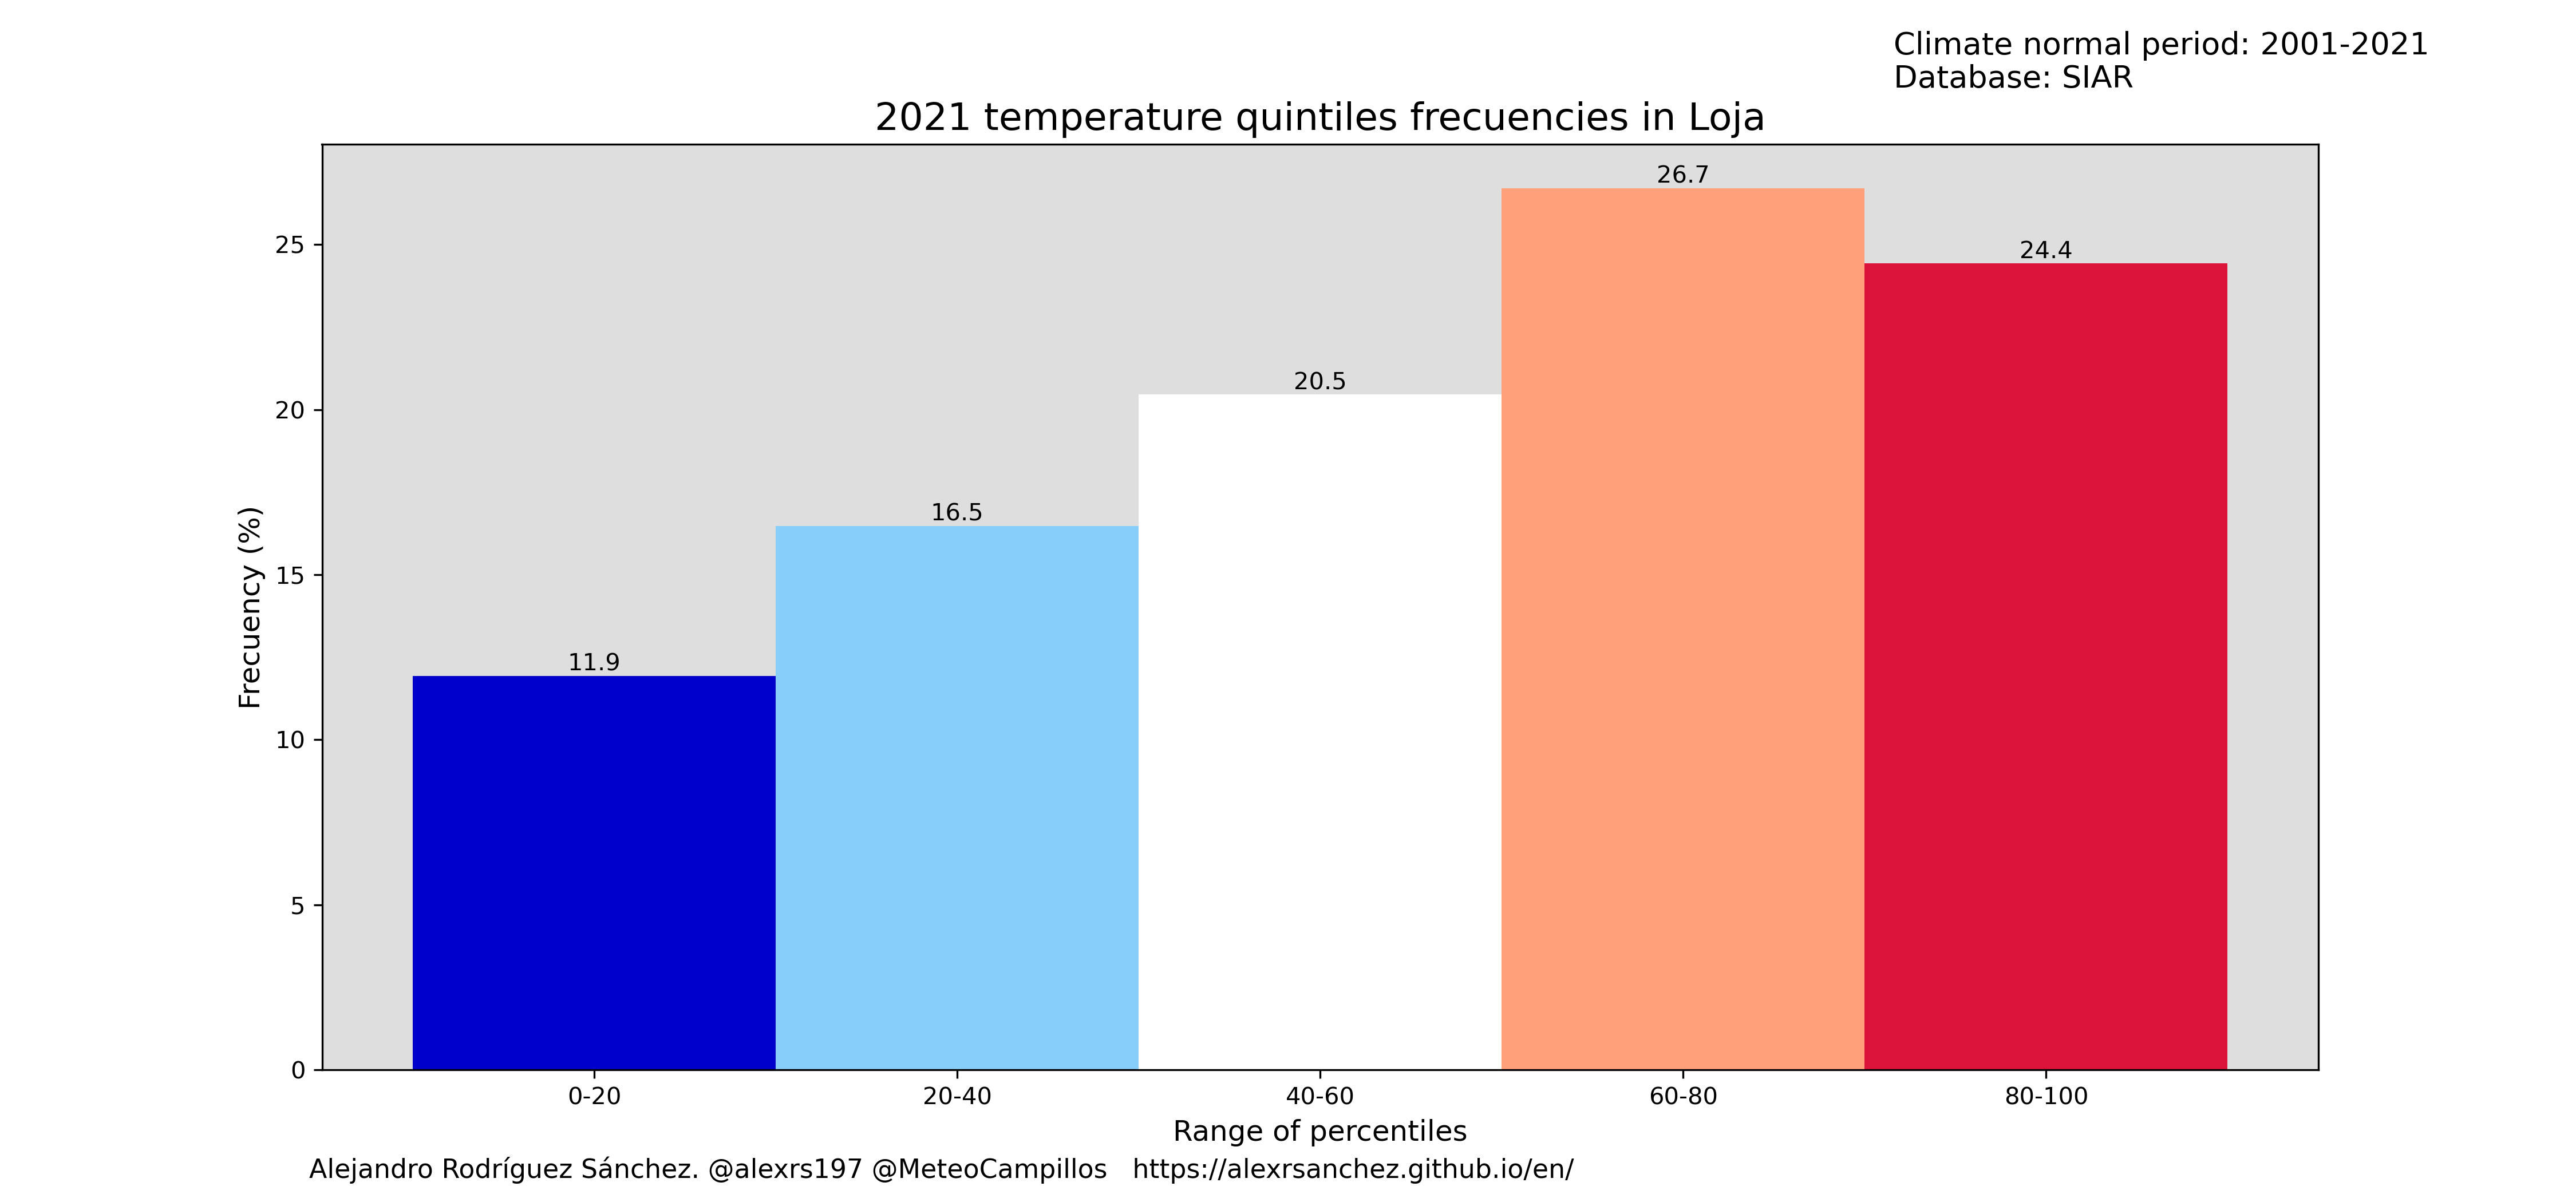 Climate normal period: 2001-2021
Database: SIAR
2021 temperature quintiles frecuencies in Loja
26.7
24.4
20.5
16.5
11.9
25
20
15
10
5
0
Frecuency (%)
0-20
20-40
40-60
60-80
80-100
Range of percentiles
Alejandro Rodríguez Sánchez. @alexrs197 @MeteoCampillos https://alexrsanchez.github.io/en/